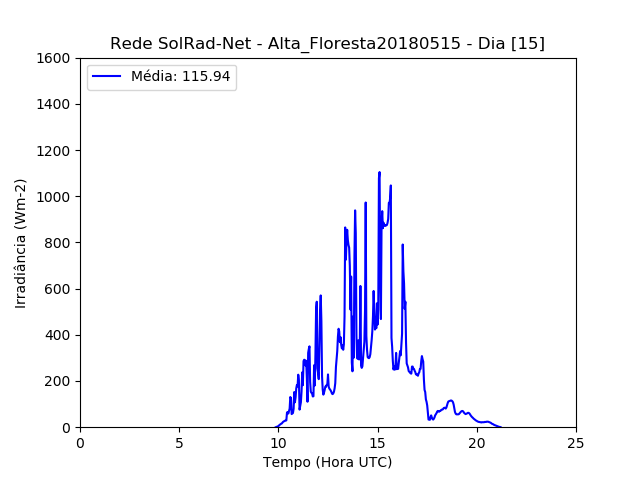 Rede SolRad-Net - Alta_Floresta20180515 - Dia [15]
Média: 115.94
Irradiância (Wm-2)
1600
1400
1200
1000
800
600
400
200
0
0 5 10 15 20 25
Tempo (Hora UTC)